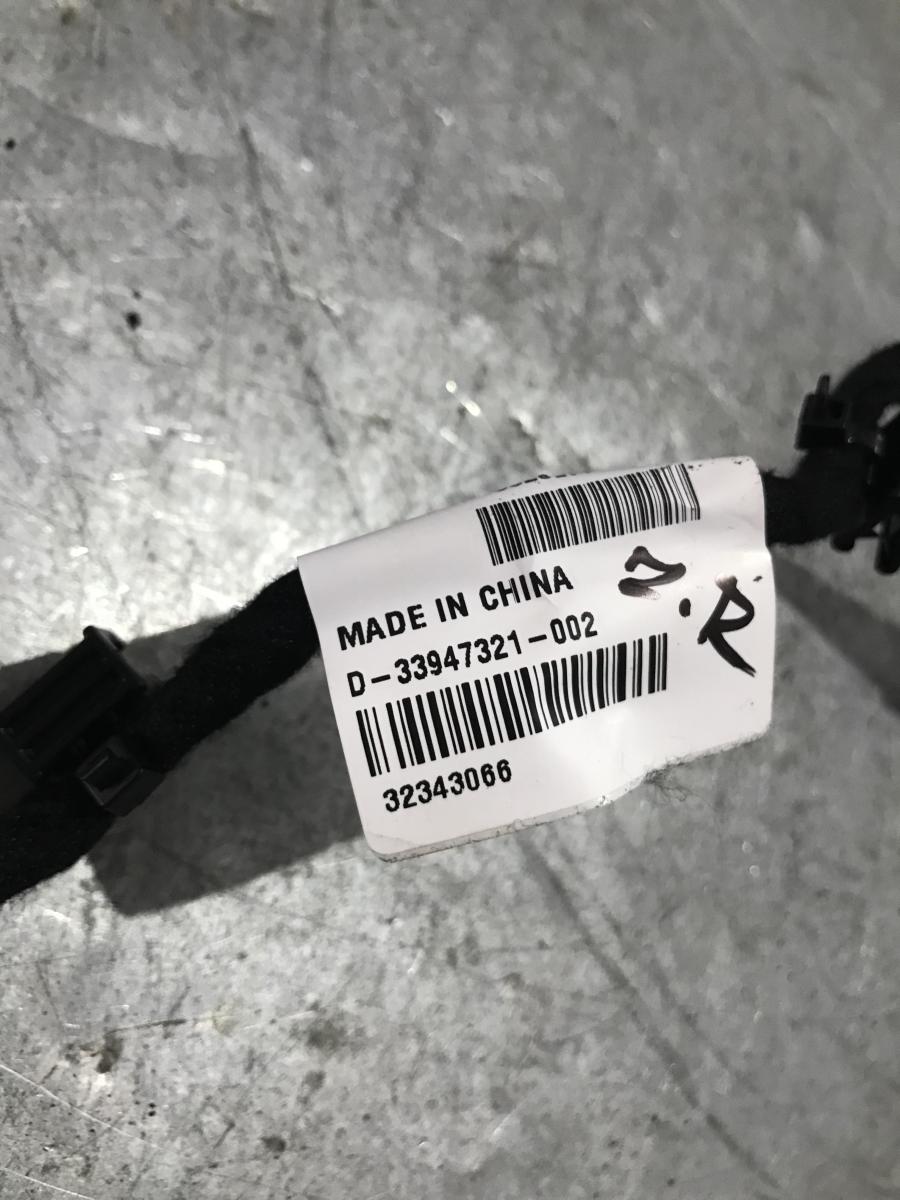 MADE IN CHINA
D-33947321-002
32343066
R